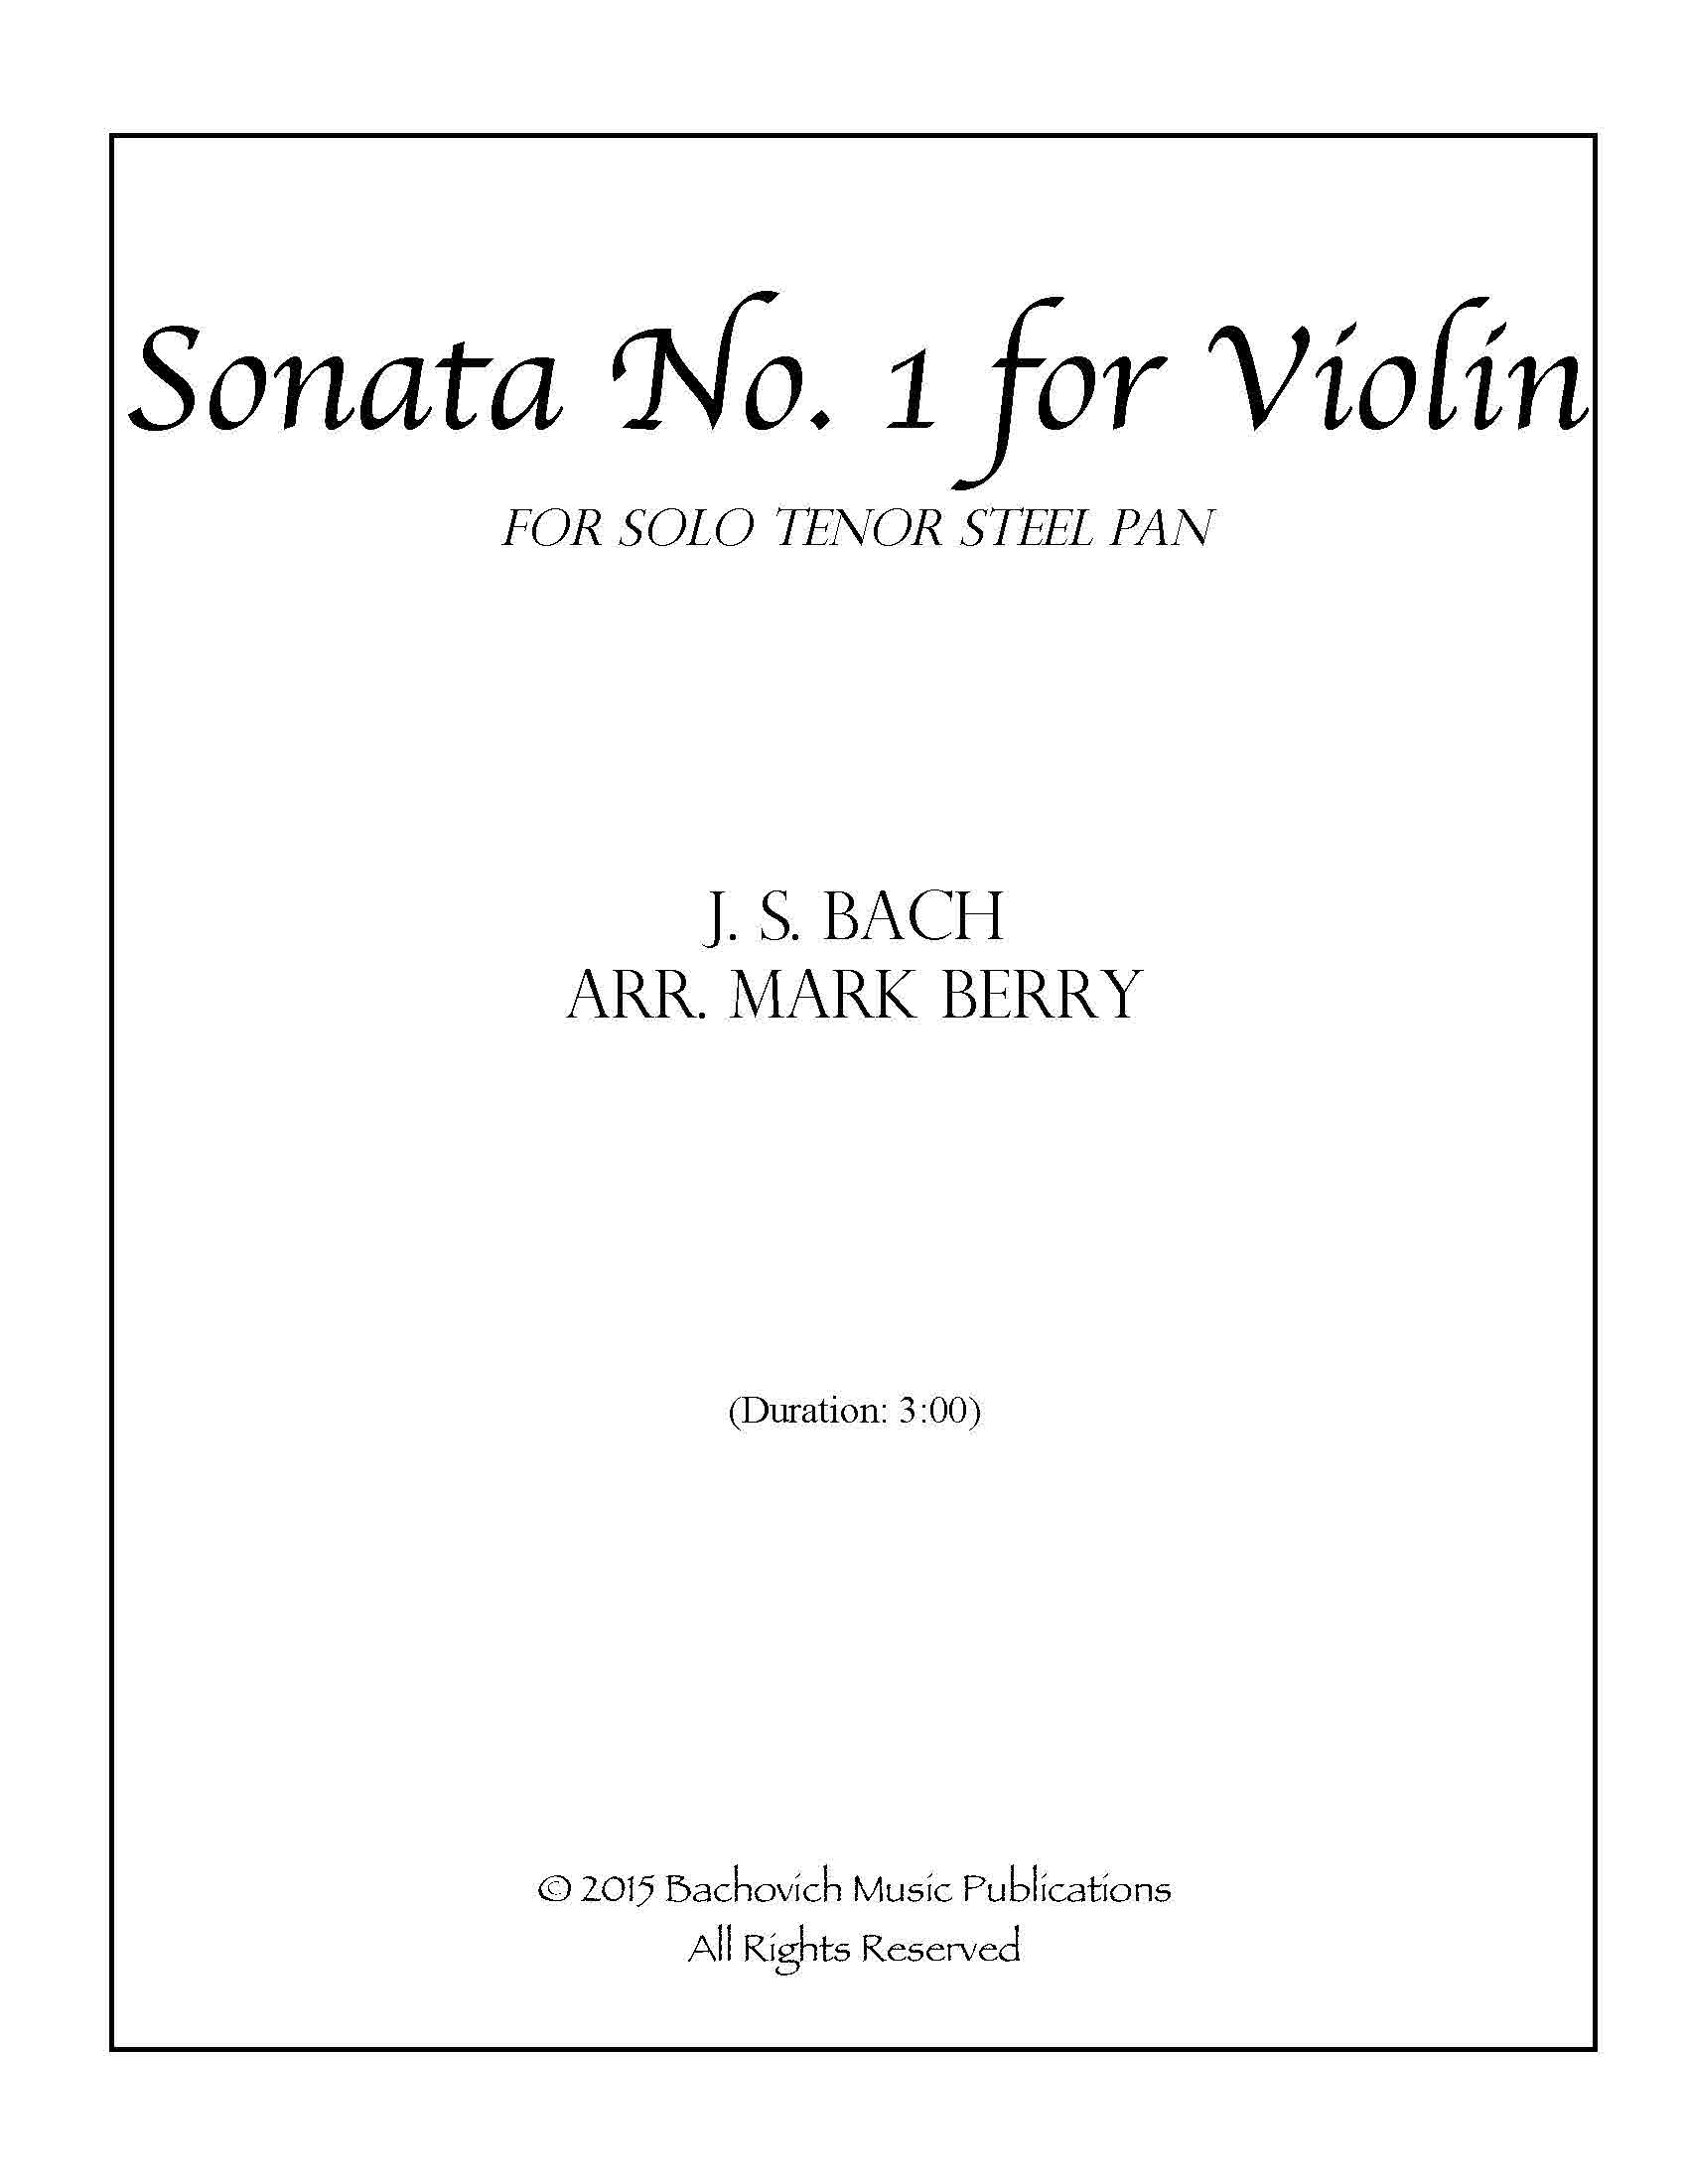 Sonata No. 1 for Violin
FOR SOLO TENOR STEEL PAN
J. S. BACH
ARR. MARK BERRY
(Duration: 3:00)
© 2015 Bachovich Music Publications
All Rights Reserved